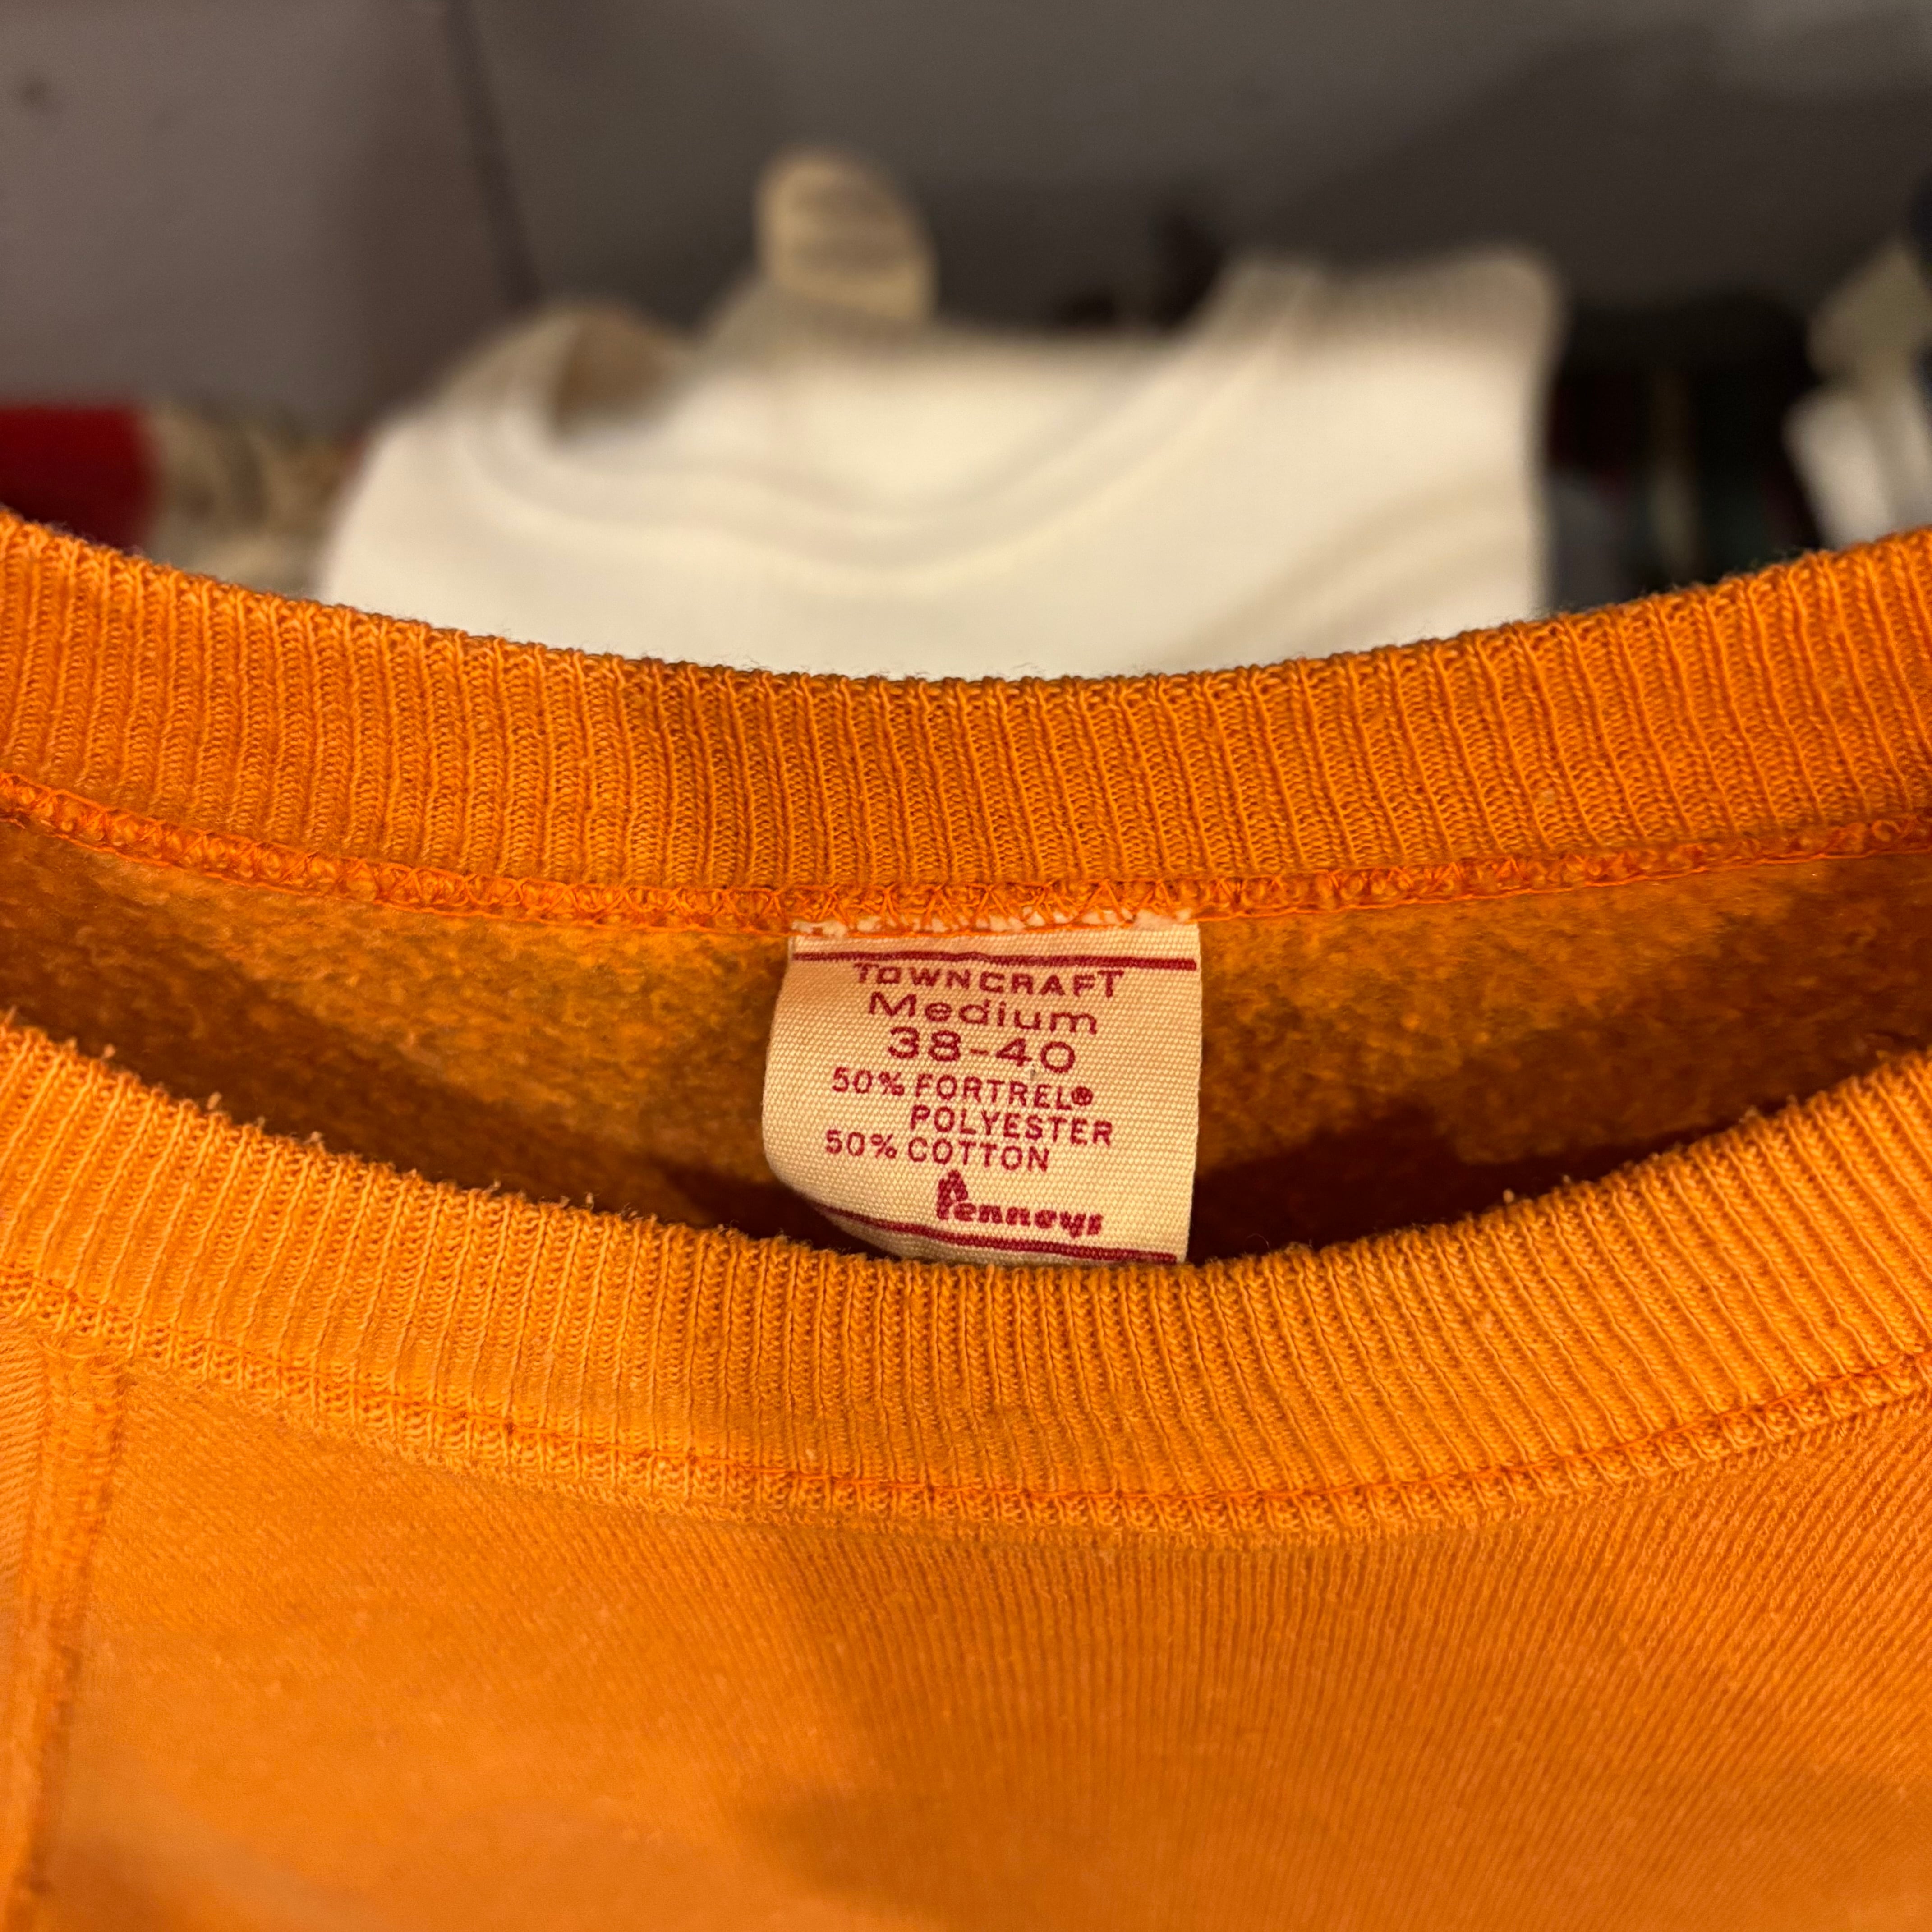 TOWNCRAFT
Medium
38-40
50% FORTREL®
POLYESTER
50% COTTON
Penneys